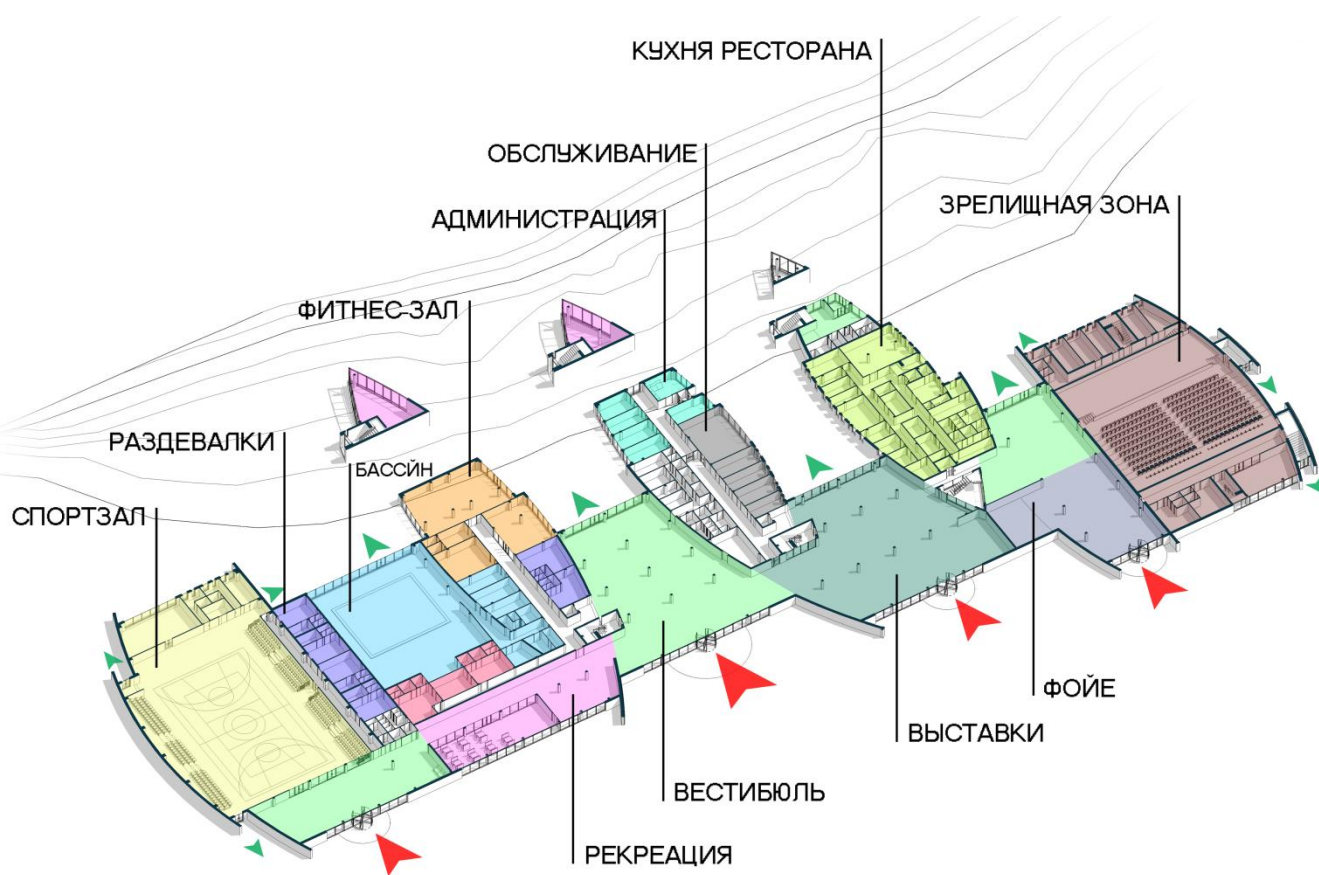 КУХНЯ РЕСТОРАНА
ОБСЛУЖИВАНИЕ
ЗРЕЛИЩНАЯ ЗОНА
АДМИНИСТРАЦИЯ
ФИТНЕС-ЗАЛ
РАЗДЕВАЛКИ
БАССЙН
СПОРТЗАЛ
ФОЙЕ
ВЫСТАВКИ
ВЕСТИБЮЛЬ
РЕКРЕАЦИЯ